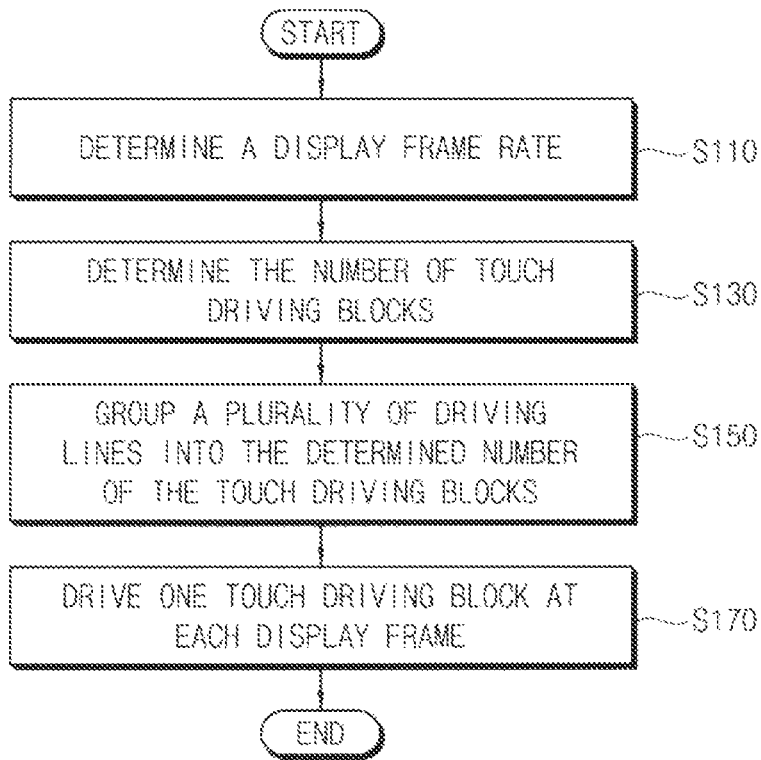 START
DETERMINE A DISPLAY FRAME RATE
S110
DETERMINE THE NUMBER OF TOUCH
DRIVING BLOCKS
S130
GROUP A PLURALITY OF DRIVING
LINES INTO THE DETERMINED NUMBER
OF THE TOUCH DRIVING BLOCKS
S150
DRIVE ONE TOUCH DRIVING BLOCK AT
EACH DISPLAY FRAME
S170
END